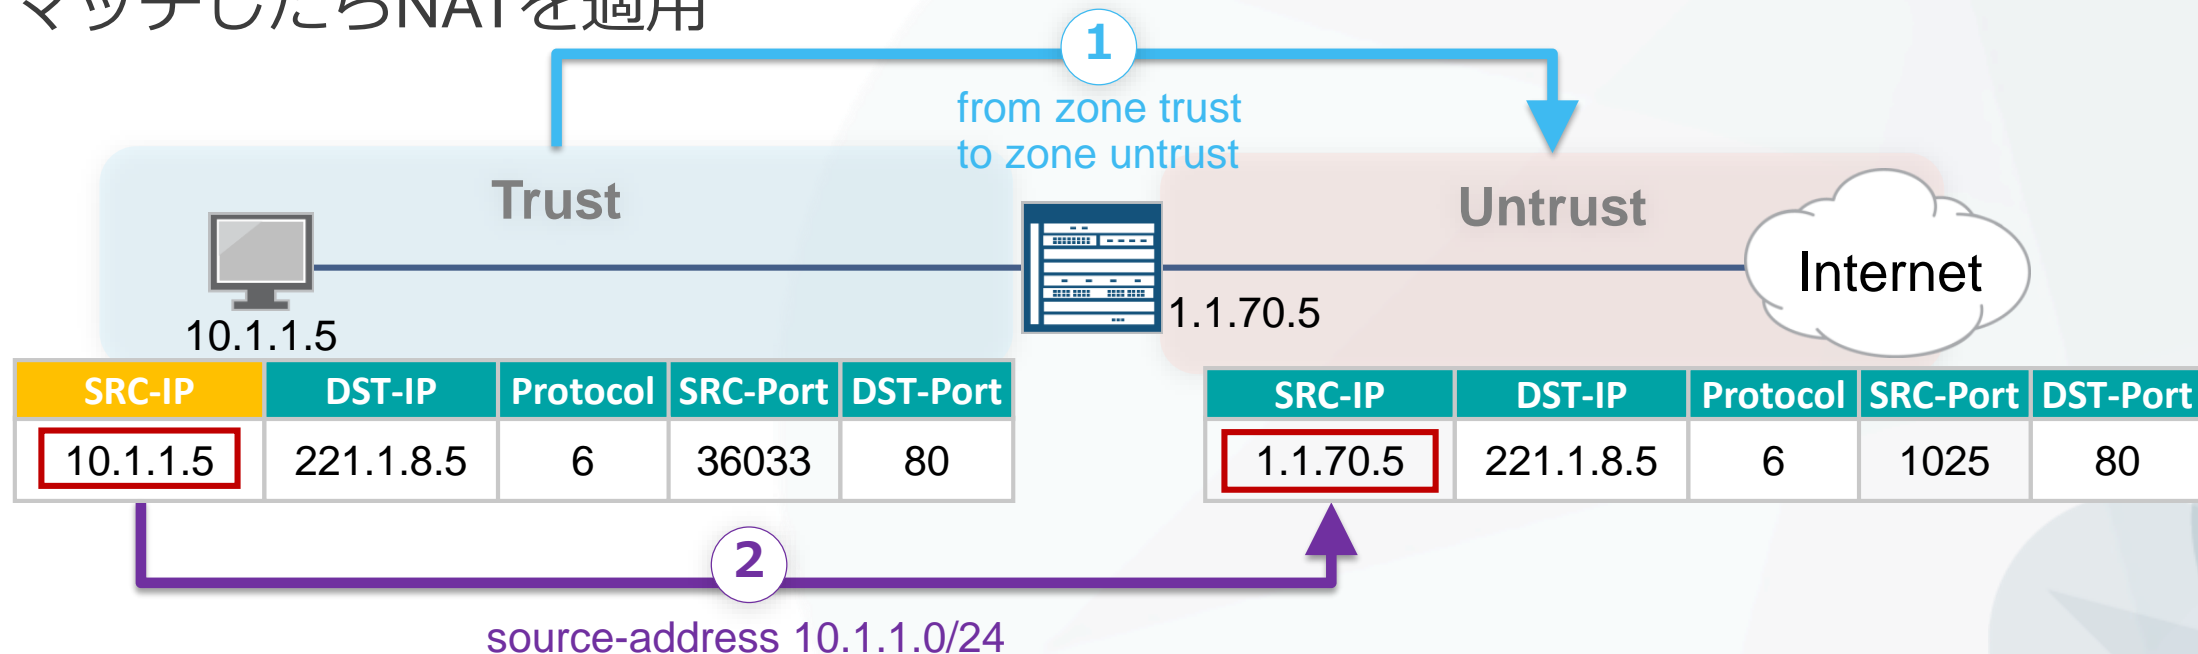 マッチしたらNATを適用
1
from zone trust
to zone untrust
Trust
Untrust
Internet
10.1.1.5
1.1.70.5
SRC-IP DST-IP Protocol SRC-Port DST-Port
10.1.1.5 221.1.8.5 6 36033 80
SRC-IP DST-IP Protocol SRC-Port DST-Port
1.1.70.5 221.1.8.5 6 1025 80
2
source-address 10.1.1.0/24